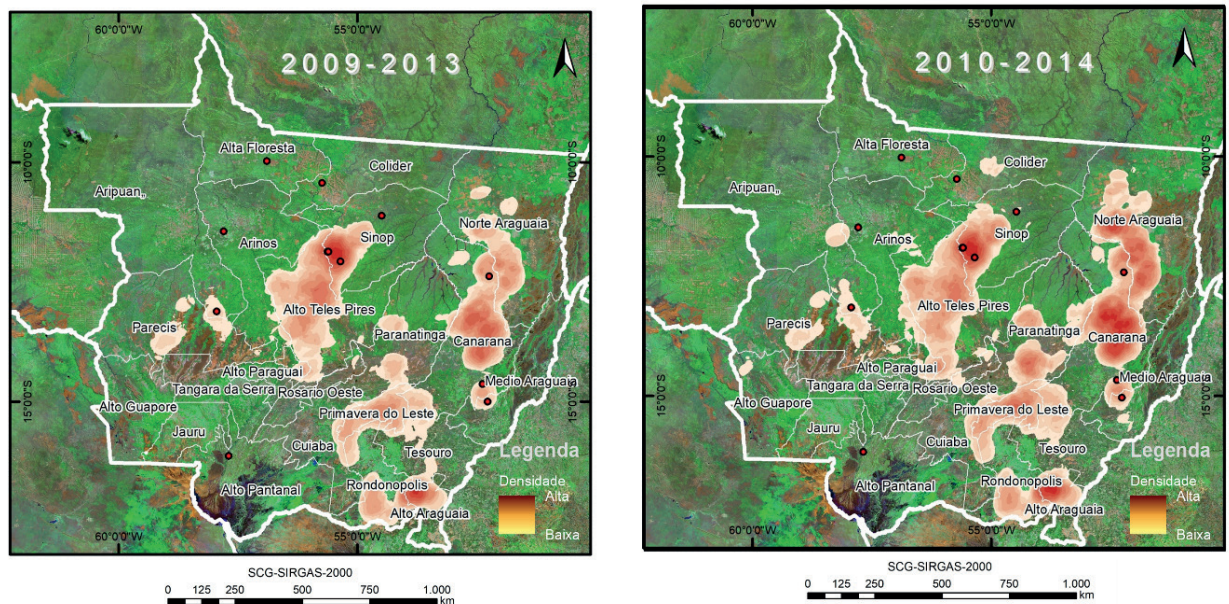 60°0'0"W
55°0'0"W
2009-2013
10°0'0"S
10°0'0"S
Alta Floresta
Colider
Aripuan,,
Norte Araguaia
Arinos
Sinop
Alto Teles Pires
Parecis
Paranatinga
Canarana
Alto Paraguai
Tangara da Serra
Rosario Oeste
Medio Araguaia
15°0'0"S
15°0'0"S
Alto Guapore
Primavera do Leste
Jauru
Cuiaba
Tesouro
Legenda
Rondonopolis
Densidade
Alto Pantanal
Alta
Alto Araguaia
Baixa
60°0'0"W
55°0'0"W
SCG-SIRGAS-2000
0 125 250 500 750 1.000
km
60°0'0"W
55°0'0"W
2010-2014
10°0'0"S
10°0'0"S
Alta Floresta
Colider
Aripuan,,
Norte Araguaia
Arinos
Sinop
Alto Teles Pires
Parecis
Paranatinga
Canarana
Alto Paraguai
Tangara da Serra
Rosario Oeste
Medio Araguaia
15°0'0"S
15°0'0"S
Alto Guapore
Primavera do Leste
Jauru
Cuiaba
Tesouro
Legenda
Rondonopolis
Densidade
Alto Pantanal
Alta
Alto Araguaia
Baixa
60°0'0"W
55°0'0"W
SCG-SIRGAS-2000
0 125 250 500 750 1.000
km